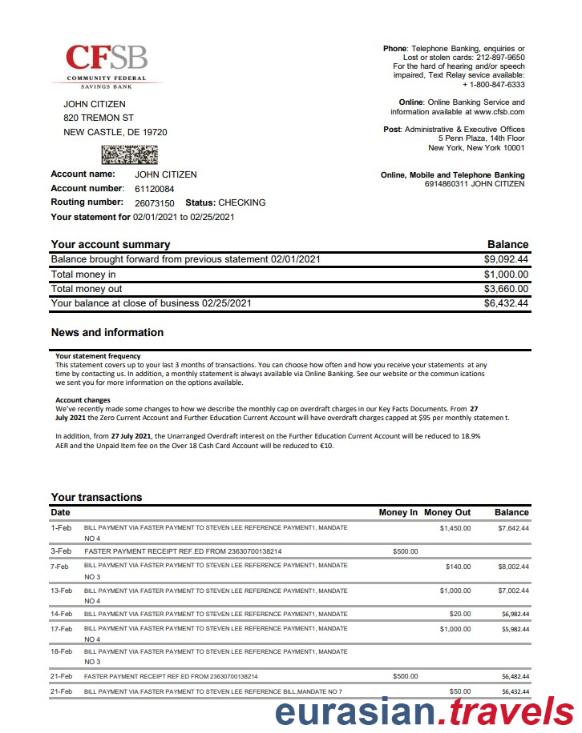 CFSB
COMMUNITY FEDERAL
SAVINGS BANK
JOHN CITIZEN
820 TREMON ST
NEW CASTLE, DE 19720
Phone: Telephone Banking, enquiries or
Lost or stolen cards: 212-897-9650
For the hard of hearing and/or speech
impaired, Text Relay sevice available:
+ 1-800-847-6333
Online: Online Banking Service and
information available at www.cfsb.com
Post: Administrative & Executive Offices
5 Penn Plaza, 14th Floor
New York, New York 10001
Online, Mobile and Telephone Banking
6914860311 JOHN CITIZEN
Account name: JOHN CITIZEN
Account number: 61120084
Routing number: 26073150 Status: CHECKING
Your statement for 02/01/2021 to 02/25/2021
Your account summary Balance
Balance brought forward from previous statement 02/01/2021 $9,092.44
Total money in $1,000.00
Total money out $3,660.00
Your balance at close of business 02/25/2021 $6,432.44
News and information
Your statement frequency
This statement covers up to your last 3 months of transactions. You can choose how often and how you receive your statements at any
time by contacting us. In addition, a monthly statement is always available via Online Banking. See our website or the commun ications
we sent you for more information on the options available.
Account changes
We've recently made some changes to how we describe the monthly cap on overdraft charges in our Key Facts Documents. From 27
July 2021 the Zero Current Account and Further Education Current Account will have overdraft charges capped at $95 per monthly statemen t.
In addition, from 27 July 2021, the Unarranged Overdraft interest on the Further Education Current Account will be reduced to 18.9%
AER and the Unpaid Item fee on the Over 18 Cash Card Account will be reduced to €10.
Your transactions
Date Money In Money Out Balance
1-Feb BILL PAYMENT VIA FASTER PAYMENT TO STEVEN LEE REFERENCE PAYMENT1, MANDATE $1,450.00 $7,642.44
NO 4
3-Feb FASTER PAYMENT RECEIPT REF.ED FROM 23630700138214 $500.00
7-Feb BILL PAYMENT VIA FASTER PAYMENT TO STEVEN LEE REFERENCE PAYMENT1, MANDATE $140.00 $8,002.44
NO 3
13-Feb BILL PAYMENT VIA FASTER PAYMENT TO STEVEN LEE REFERENCE PAYMENT1, MANDATE $1,000.00 $7,002.44
NO 4
14-Feb BILL PAYMENT VIA FASTER PAYMENT TO STEVEN LEE REFERENCE PAYMENT1, MANDATE $20.00 $6,982.44
17-Feb BILL PAYMENT VIA FASTER PAYMENT TO STEVEN LEE REFERENCE PAYMENT1, MANDATE $1,000.00 $5,982.44
NO 4
18-Feb BILL PAYMENT VIA FASTER PAYMENT TO STEVEN LEE REFERENCE PAYMENT1, MANDATE
NO 3
21-Feb FASTER PAYMENT RECEIPT REF.ED FROM 23630700138214 $500.00 $6,482.44
21-Feb BILL PAYMENT VIA FASTER PAYMENT TO STEVEN LEE REFERENCE BILL,MANDATE NO 7 $50.00 $6,432.44
eurasian.travels